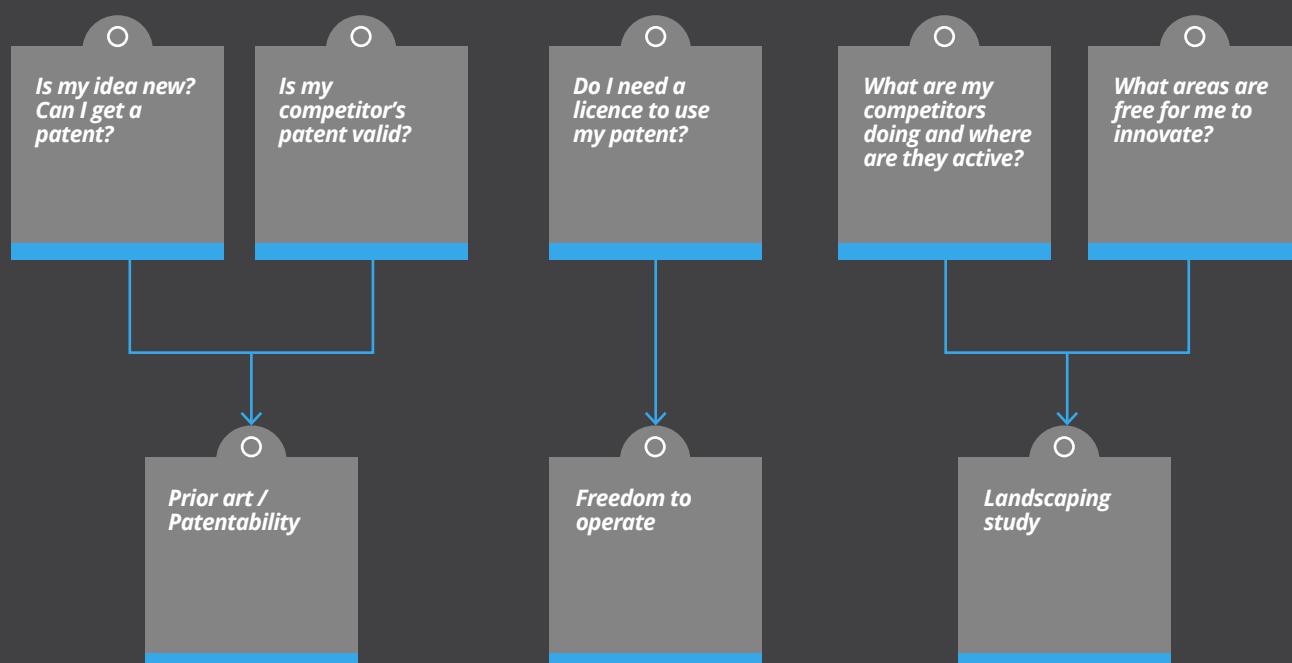 Is my idea new?
Can I get a
patent?
Is my
competitor's
patent valid?
Do I need a
licence to use
my patent?
What are my
competitors
doing and where
are they active?
What areas are
free for me to
innovate?
Prior art /
Patentability
Freedom to
operate
Landscaping
study